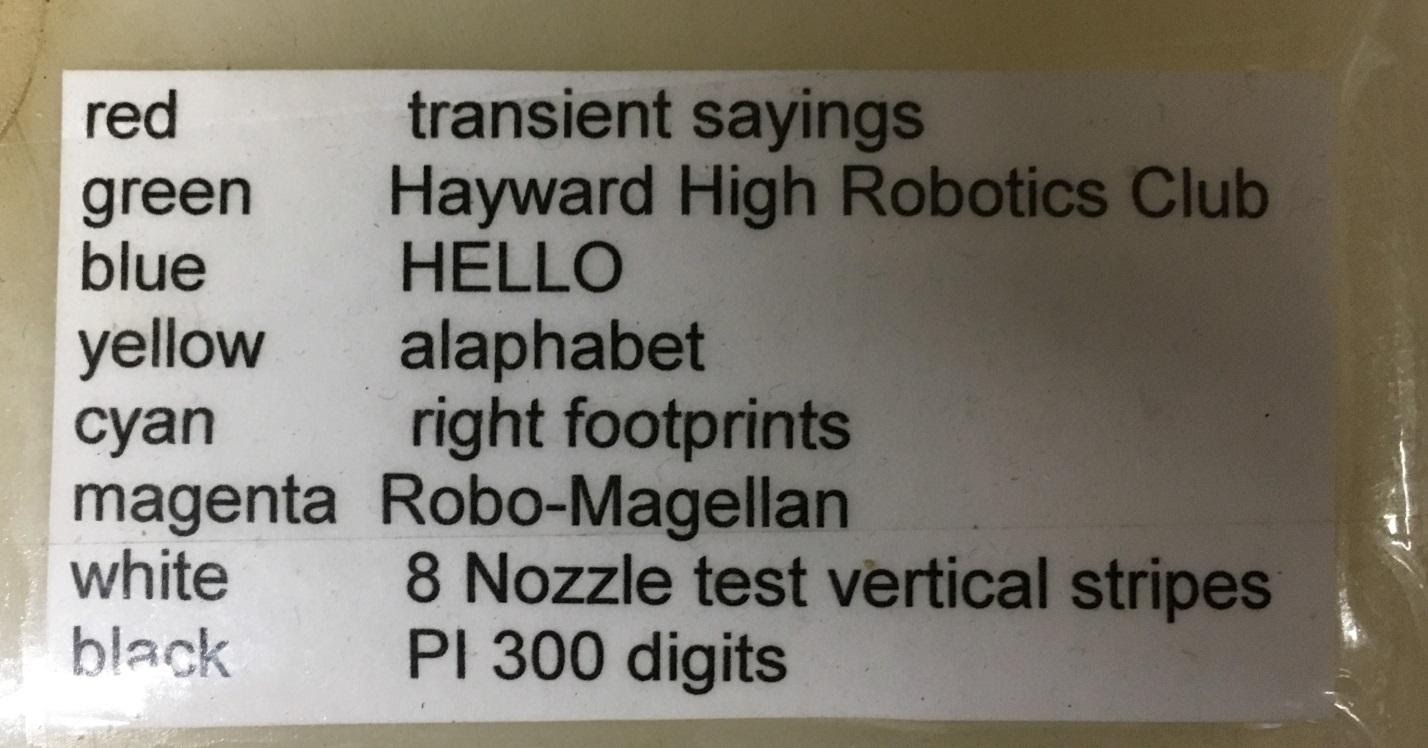 red transient sayings
green Hayward High Robotics Club
blue HELLO
yellow alaphabet
cyan right footprints
magenta Robo-Magellan
white 8 Nozzle test vertical stripes
black PI 300 digits